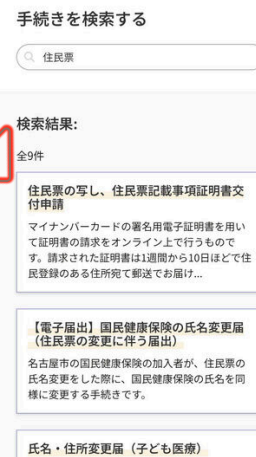 手続きを検索する
住民票
検索結果:
全9件
住民票の写し、住民票記載事項証明書交
付申請
マイナンバーカードの署名用電子証明書を用い
て証明書の請求をオンライン上で行うもので
す。請求された証明書は1週間から10日ほどで住
民登録のある住所宛て郵送でお届け...
【電子届出】国民健康保険の氏名変更届
（住民票の変更に伴う届出）
名古屋市の国民健康保険の加入者が、住民票の
氏名変更をした際に、国民健康保険の氏名を同
様に変更する手続きです。
氏名・住所変更届（子ども医療）